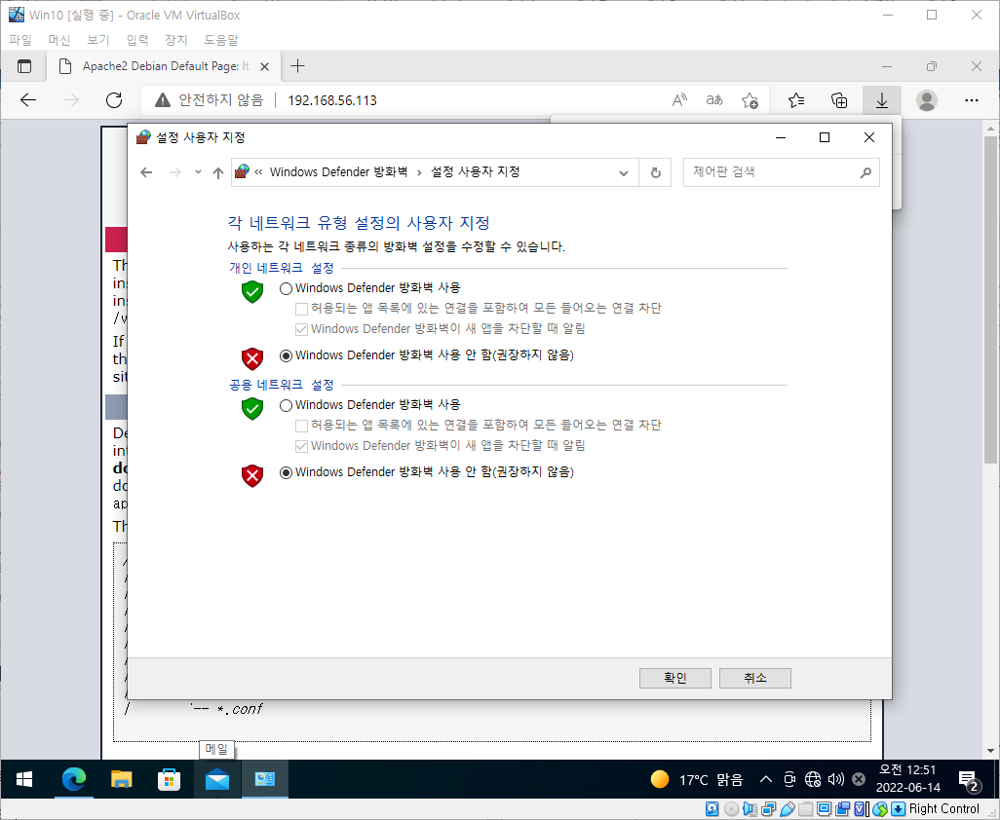 Win10 [실행 중] - Oracle VM VirtualBox
파일 머신 보기 입력 장치 도움말
Apache2 Debian Default Page: It
안전하지 않음 192.168.56.113
설정 사용자 지정
« Windows Defender 방화벽 › 설정 사용자 지정
제어판 검색
각 네트워크 유형 설정의 사용자 지정
사용하는 각 네트워크 종류의 방화벽 설정을 수정할 수 있습니다.
개인 네트워크 설정
Windows Defender 방화벽 사용
허용되는 앱 목록에 있는 연결을 포함하여 모든 들어오는 연결 차단
Windows Defender 방화벽이 새 앱을 차단할 때 알림
Windows Defender 방화벽 사용 안 함(권장하지 않음)
공용 네트워크 설정
Windows Defender 방화벽 사용
허용되는 앱 목록에 있는 연결을 포함하여 모든 들어오는 연결 차단
Windows Defender 방화벽이 새 앱을 차단할 때 알림
Windows Defender 방화벽 사용 안 함(권장하지 않음)
확인 취소
If
`-- *.conf
메일
17°C 맑음
오전 12:51
2022-06-14
2
Right Control